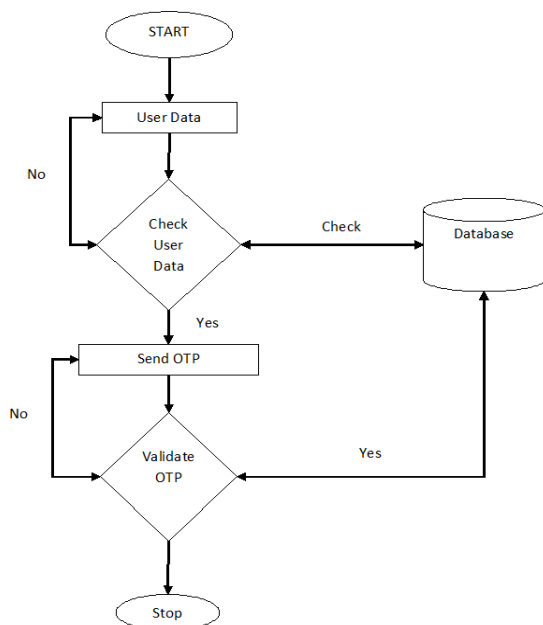 START
User Data
No
Check
User
Data
Check
Database
Yes
Send OTP
No
Validate
OTP
Yes
Stop